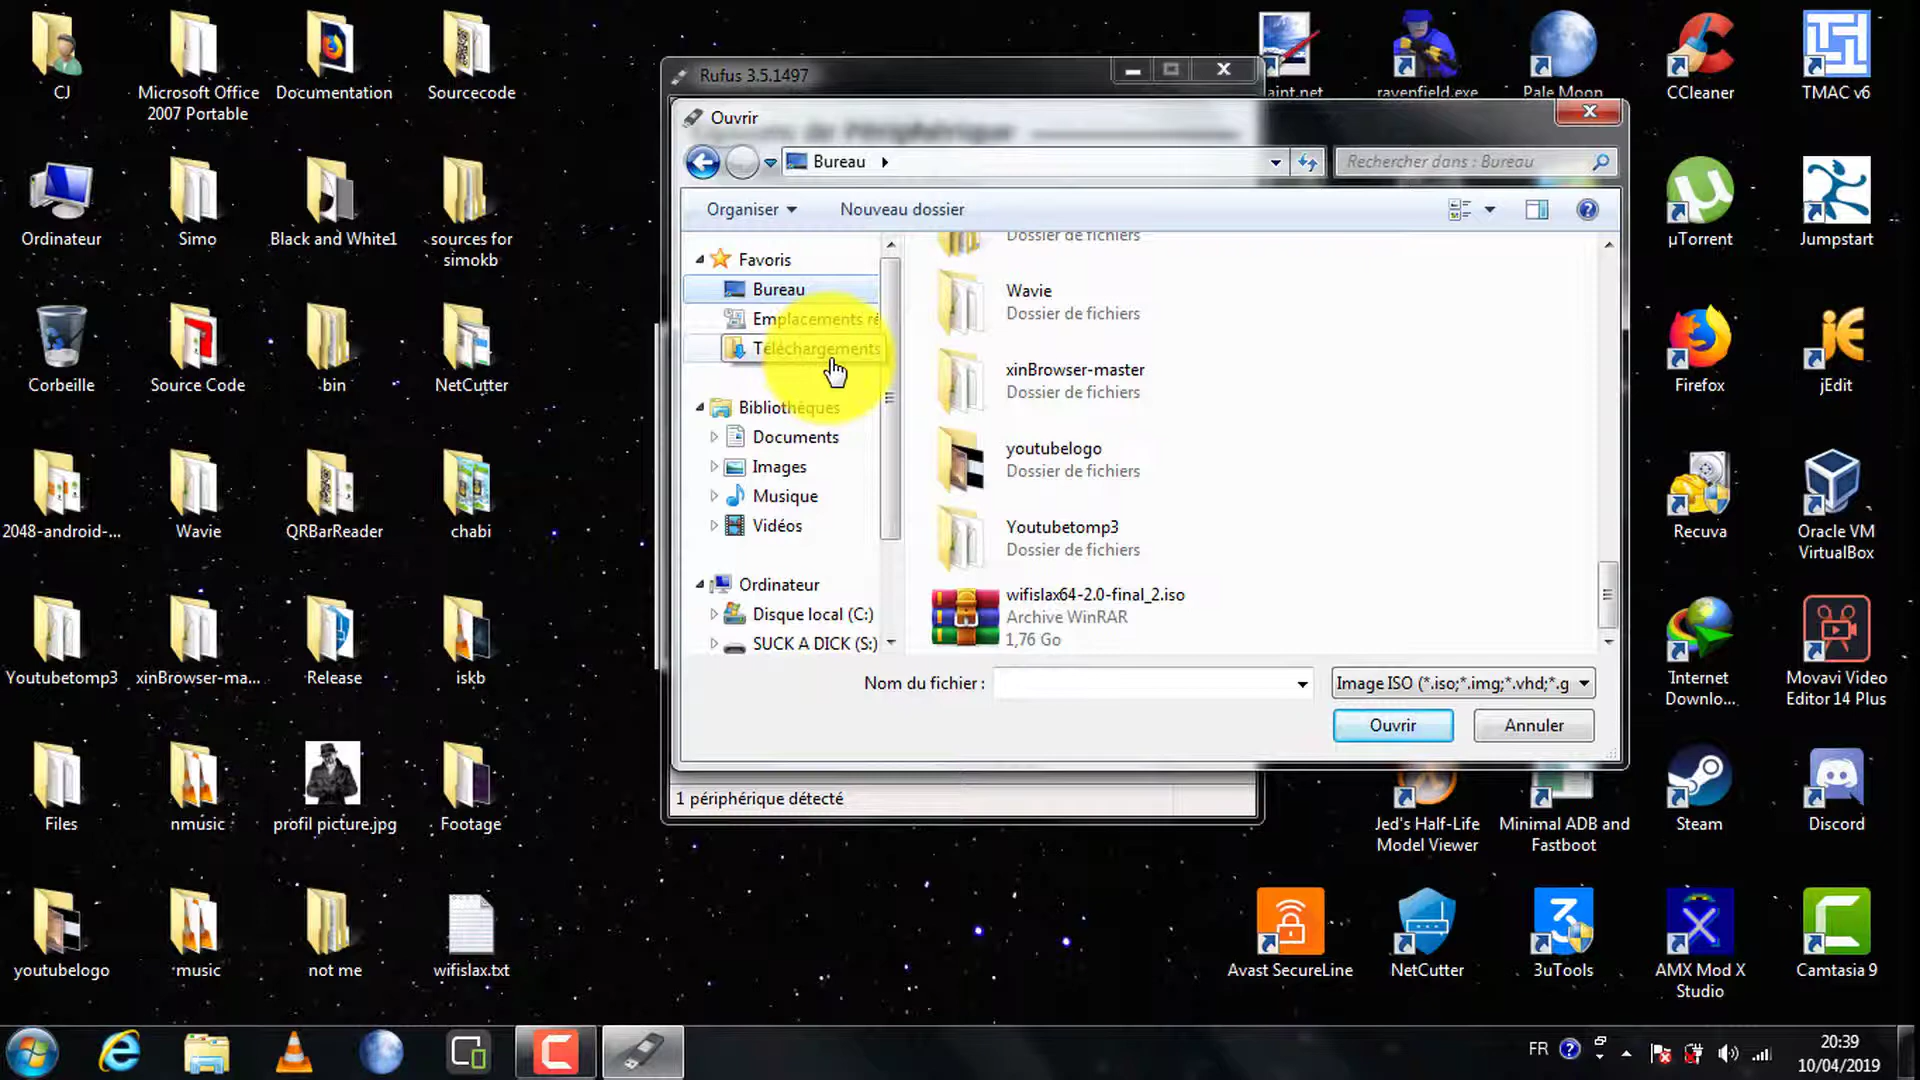 CJ
Microsoft Office
2007 Portable
Documentation
Sourcecode
Ordinateur
Simo
Black and White1
sources for
simokb
Corbeille
Source Code
bin
NetCutter
2048-android-...
Wavie
QRBarReader
chabi
Youtubetomp3
xinBrowser-ma...
Release
iskb
Files
nmusic
profil picture.jpg
Footage
youtubelogo
music
not me
wifislax.txt
Rufus 3.5.1497
Ouvrir
Périphérique
Bureau
Rechercher dans : Bureau
Organiser
Nouveau dossier
Favoris
Bureau
Emplacements ré
Téléchargements
Bibliothèques
Documents
Images
Musique
Vidéos
Ordinateur
Disque local (C:)
SUCK A DICK (S:)
Dossier de fichiers
Wavie
Dossier de fichiers
xinBrowser-master
Dossier de fichiers
youtubelogo
Dossier de fichiers
Youtubetomp3
Dossier de fichiers
wifislax64-2.0-final_2.iso
Archive WinRAR
1,76 Go
Nom du fichier :
Image ISO (*.iso;*.img;*.vhd;*.g
Ouvrir
Annuler
1 périphérique détecté
aint.net
ravenfield.exe
Pale Moon
CCleaner
TMAC v6
µTorrent
Jumpstart
Firefox
jEdit
Recuva
Oracle VM
VirtualBox
Internet
Downlo...
Movavi Video
Editor 14 Plus
Jed's Half-Life
Model Viewer
Minimal ADB and
Fastboot
Steam
Discord
Avast SecureLine
NetCutter
3uTools
AMX Mod X
Studio
Camtasia 9
FR
20:39
10/04/2019